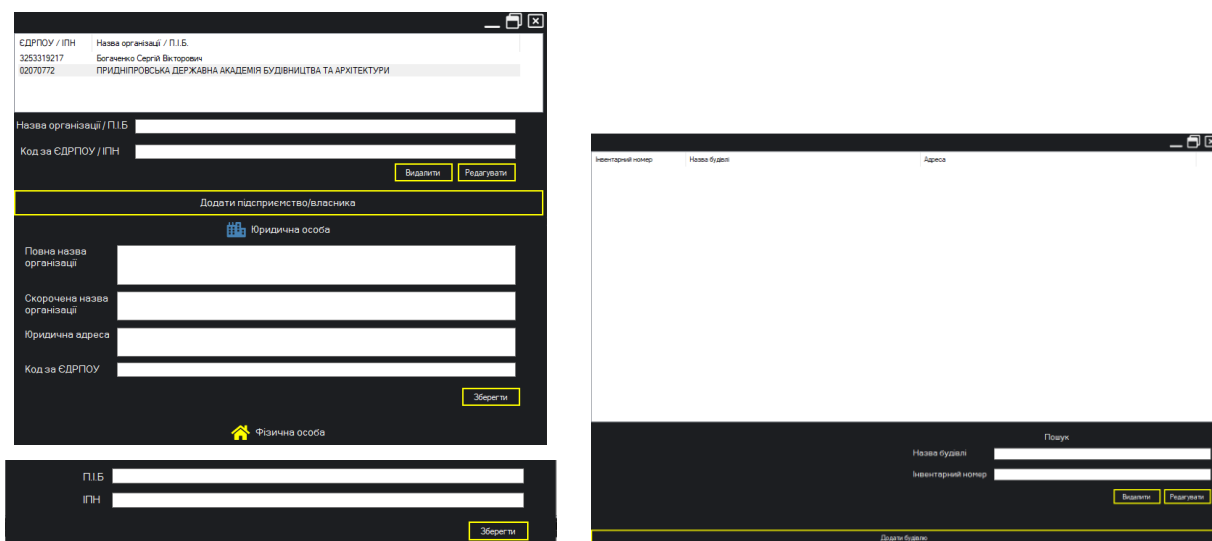 ЄДРПОУ / ІПН Назва організації / П.І.Б.
3253319217 Богаченко Сергій Вікторович
02070772 ПРИДНІПРОВСЬКА ДЕРЖАВНА АКАДЕМІЯ БУДІВНИЦТВА ТА АРХІТЕКТУРИ
Назва організації / П.І.Б
Код за ЄДРПОУ / ІПН
Видалити Редагувати
Додати підприємство/власника
Юридична особа
Повна назва
організації
Скорочена назва
організації
Юридична адреса
Код за ЄДРПОУ
Зберегти
Фізична особа
П.І.Б
ІПН
Зберегти
Інвентарний номер Назва будівлі Адреса
Пошук
Назва будівлі
Інвентарний номер
Видалити Редагувати
Додати будівлю